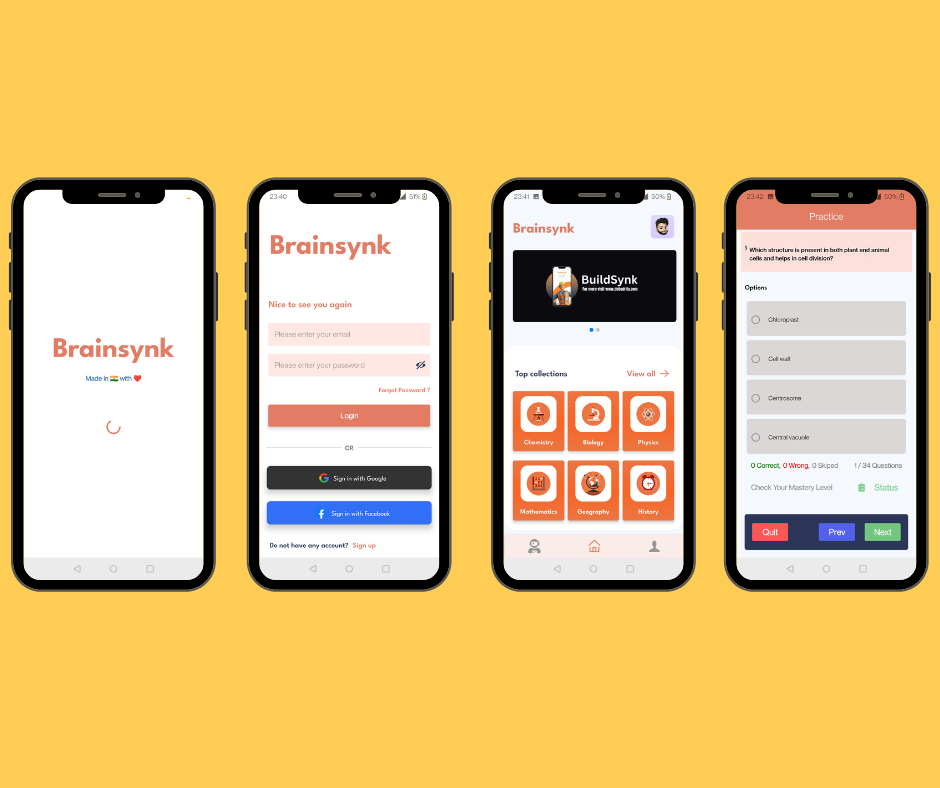 Brainsynk
Made in 🇮🇳 with ❤️
23:40
51%
Brainsynk
Nice to see you again
Please enter your email
Please enter your password
Forgot Password ?
Login
OR
Sign in with Google
Sign in with Facebook
Do not have any account? Sign up
23:41
50%
Brainsynk
BuildSynk
Top collections
View all
Chemistry
Biology
Physics
Mathematics
Geography
History
23:42
50%
Practice
1 Which structure is present in both plant and animal
cells and helps in cell division?
Options
Chloroplast
Cell wall
Centrosome
Central vacuole
0 Correct, 0 Wrong, 0 Skiped
1 / 34 Questions
Check Your Mastery Level
Status
Quit
Prev
Next